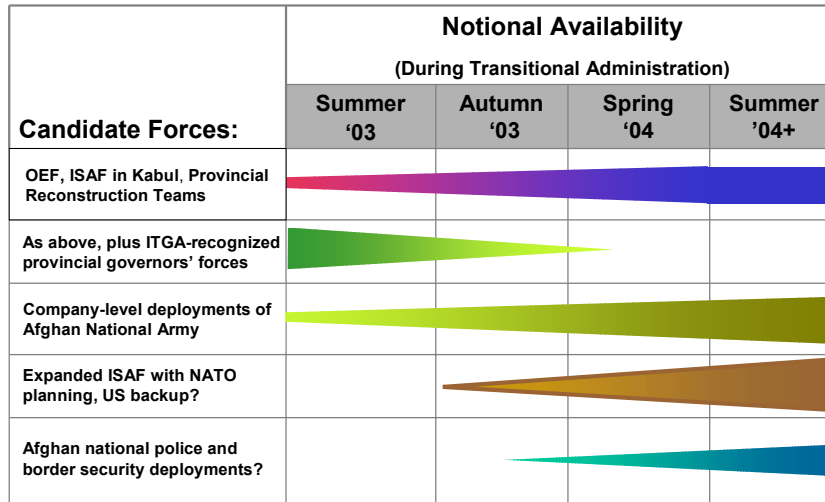 Notional Availability
(During Transitional Administration)
Candidate Forces:
Summer
‘03
Autumn
‘03
Spring
‘04
Summer
’04+
OEF, ISAF in Kabul, Provincial
Reconstruction Teams
As above, plus ITGA-recognized
provincial governors’ forces
Company-level deployments of
Afghan National Army
Expanded ISAF with NATO
planning, US backup?
Afghan national police and
border security deployments?